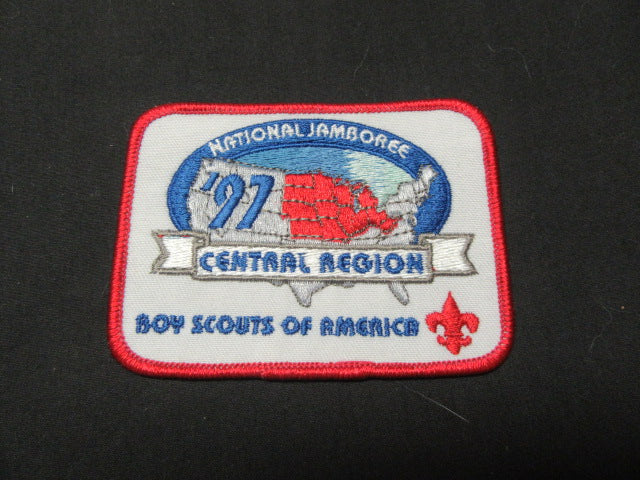 NATIONAL JAMBOREE
'97
CENTRAL REGION
BOY SCOUTS OF AMERICA